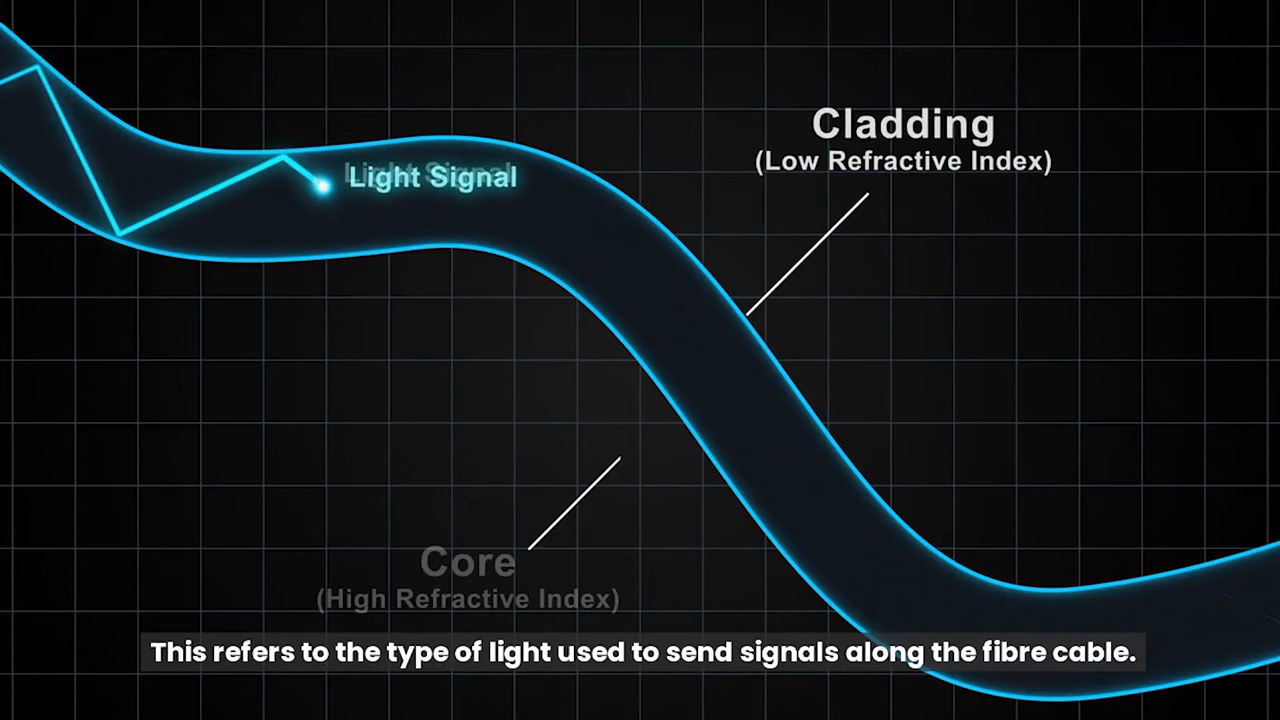 Cladding
(Low Refractive Index)
Light Signal
Core
(High Refractive Index)
This refers to the type of light used to send signals along the fibre cable.